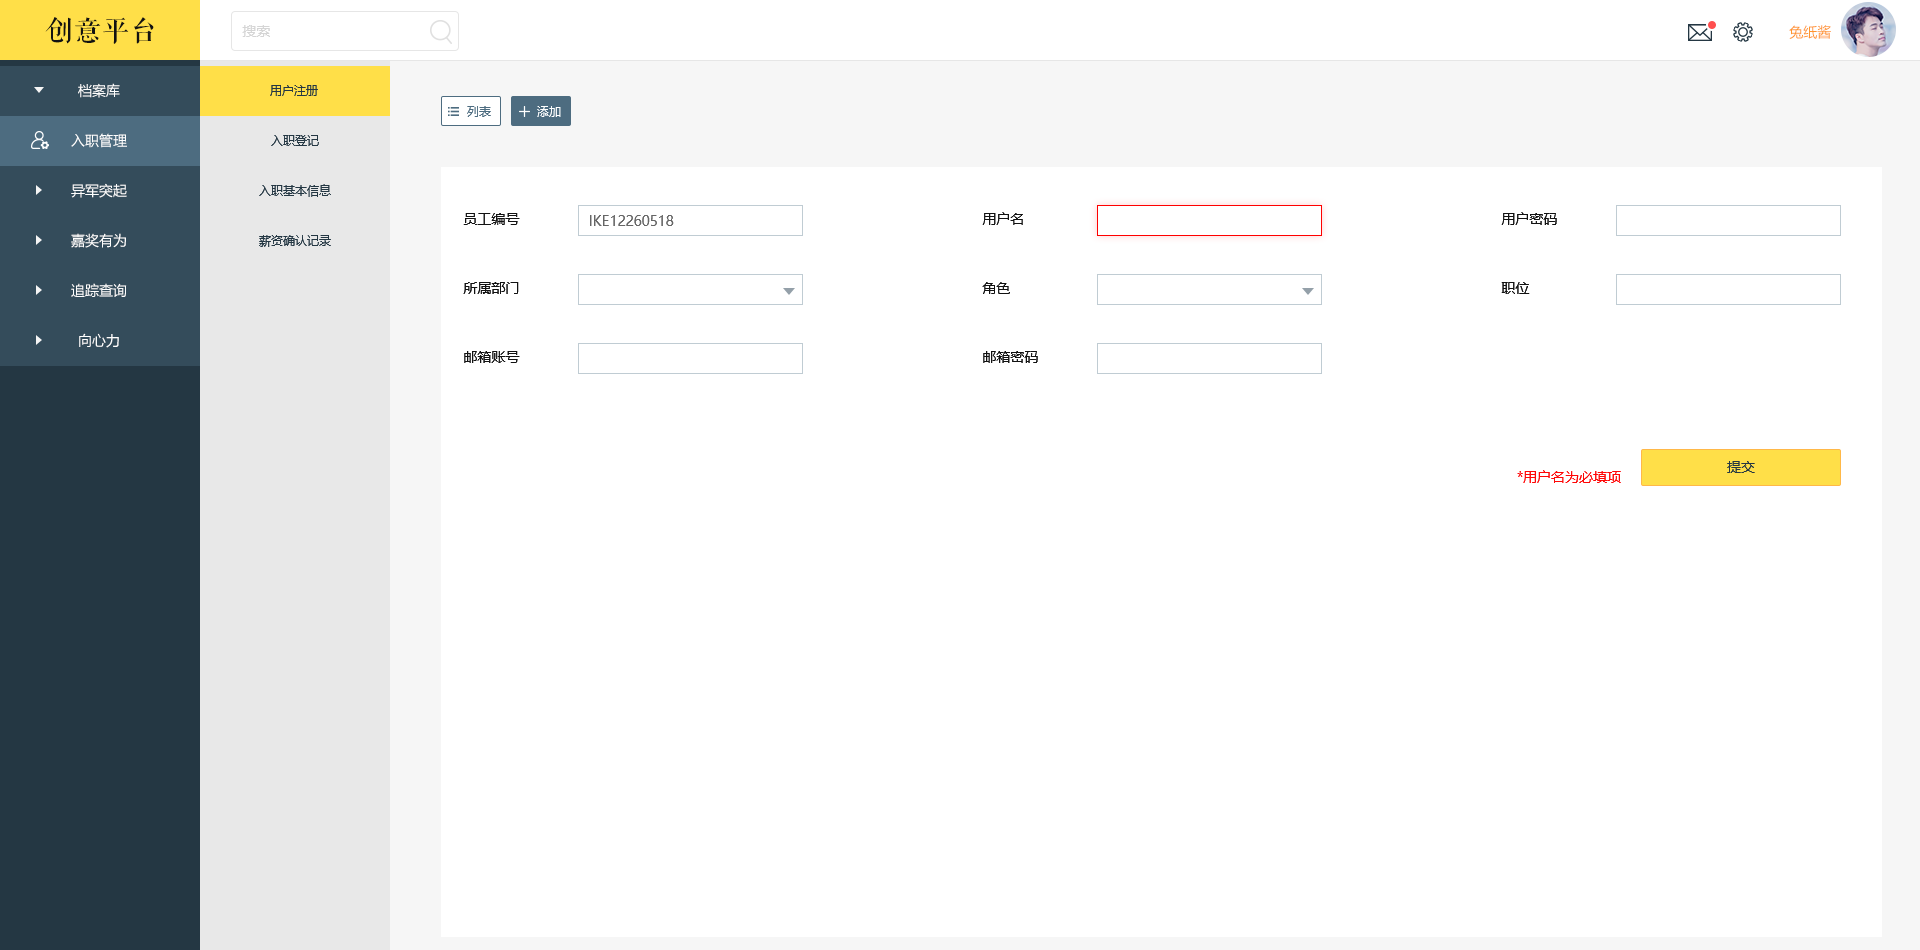 创意平台
搜索
兔纸酱
档案库
入职管理
异军突起
嘉奖有为
追踪查询
向心力
用户注册
入职登记
入职基本信息
薪资确认记录
列表
添加
员工编号 IKE12260518 用户名 用户密码
所属部门 角色 职位
邮箱账号 邮箱密码
*用户名为必填项 提交